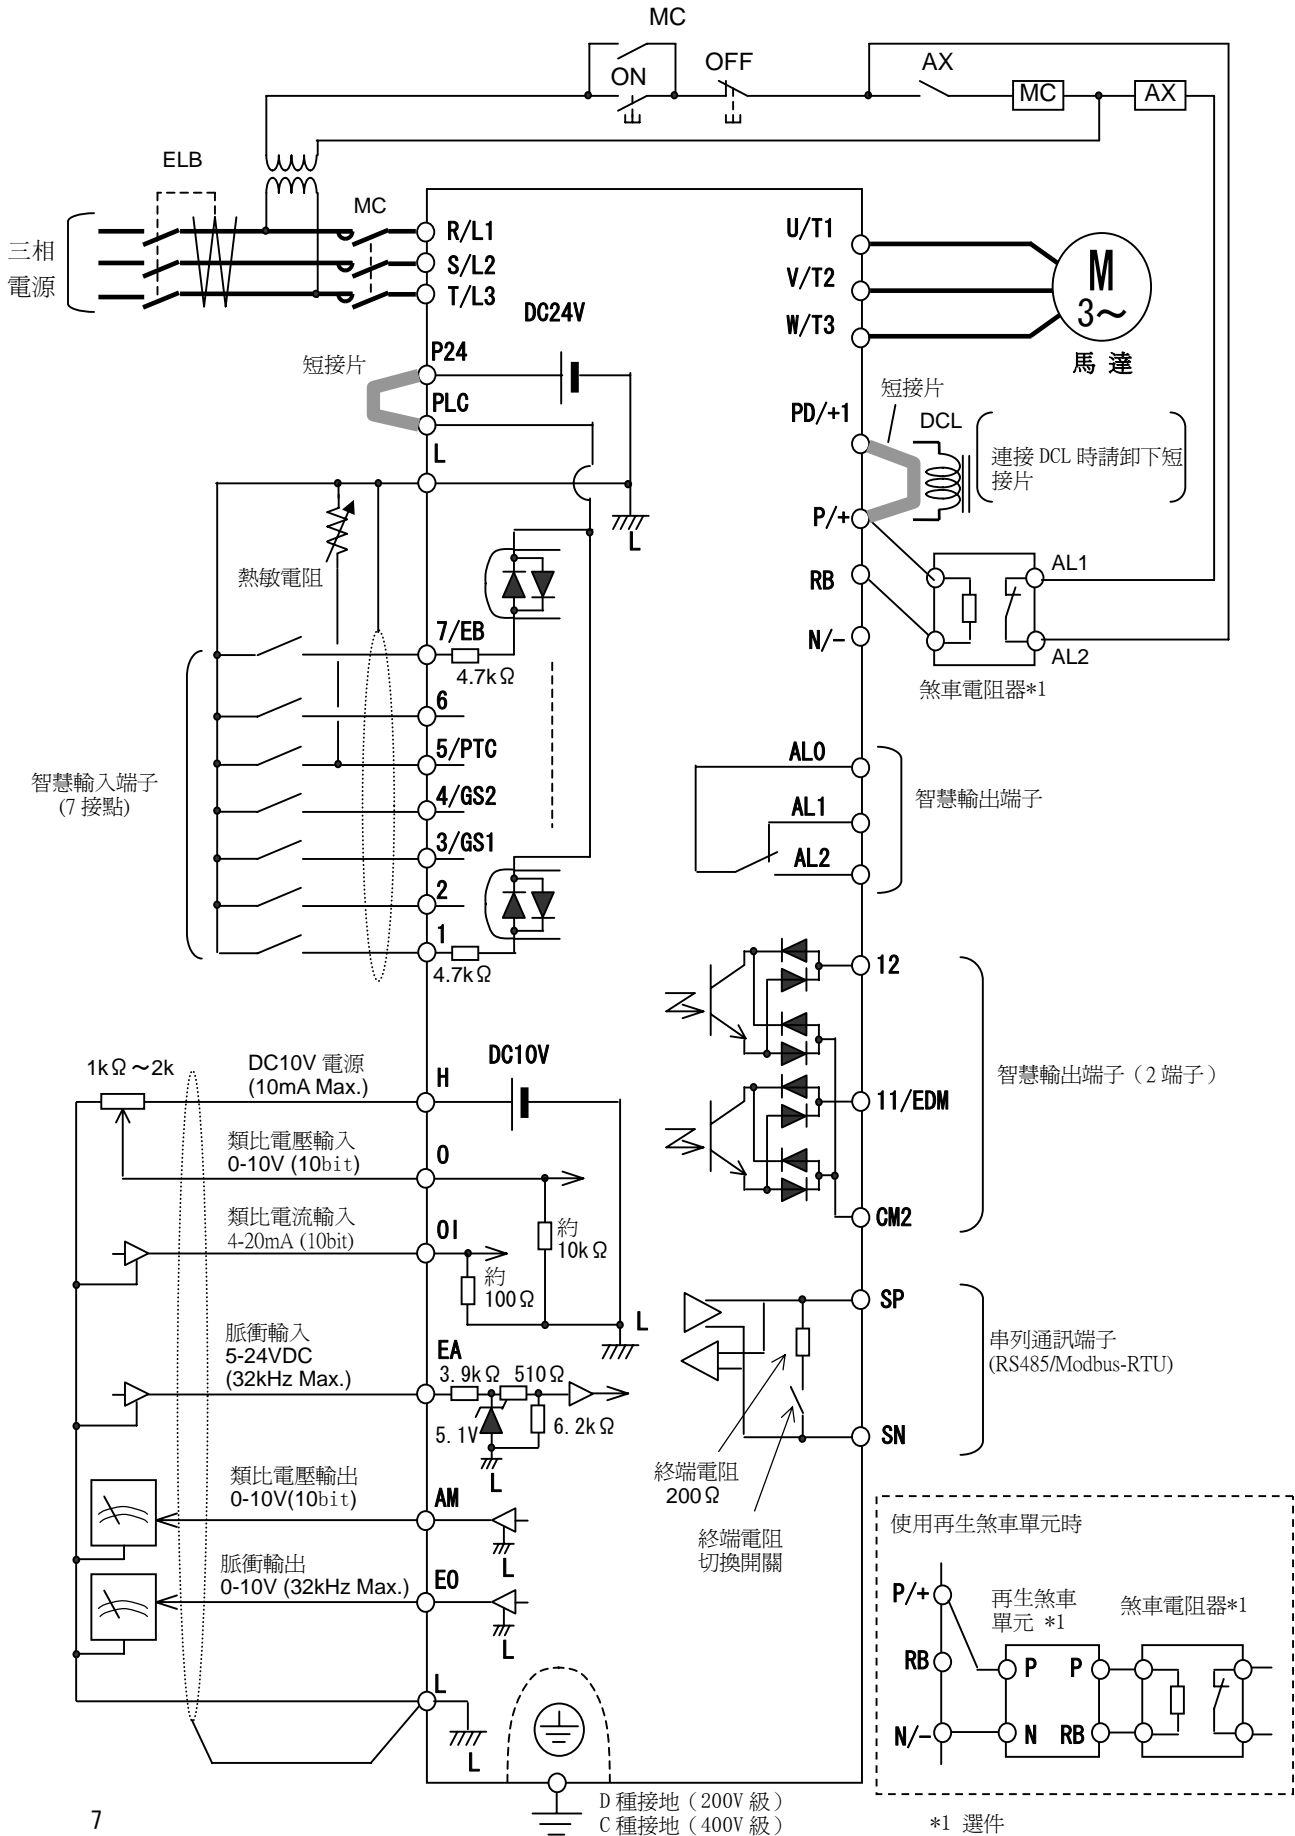 MC
ON
OFF
AX
MC
AX
ELB
MC
三相
電源
R/L1
S/L2
T/L3
U/T1
V/T2
W/T3
M
3～
馬 達
DC24V
短接片
P24
PLC
L
L
熱敏電阻
PD/+1
短接片
DCL
連接 DCL 時請卸下短
接片
P/+
RB
N/-
AL1
AL2
煞車電阻器*1
7/EB
4.7kΩ
6
5/PTC
4/GS2
3/GS1
2
1
4.7kΩ
智慧輸入端子
(7 接點)
AL0
AL1
AL2
智慧輸出端子
12
11/EDM
CM2
智慧輸出端子（2 端子）
1kΩ～2k
DC10V 電源
(10mA Max.)
H
DC10V
類比電壓輸入
0-10V (10bit)
O
類比電流輸入
4-20mA (10bit)
OI
約
10kΩ
約
100Ω
L
脈衝輸入
5-24VDC
(32kHz Max.)
EA
3.9kΩ
510Ω
5.1V
6.2kΩ
L
SP
SN
串列通訊端子
(RS485/Modbus-RTU)
終端電阻
200Ω
終端電阻
切換開關
類比電壓輸出
0-10V(10bit)
AM
L
脈衝輸出
0-10V (32kHz Max.)
EO
L
L
L
使用再生煞車單元時
P/+
RB
N/-
再生煞車
單元 *1
煞車電阻器*1
P
P
N
RB
D 種接地（200V 級）
C 種接地（400V 級）
*1 選件
7